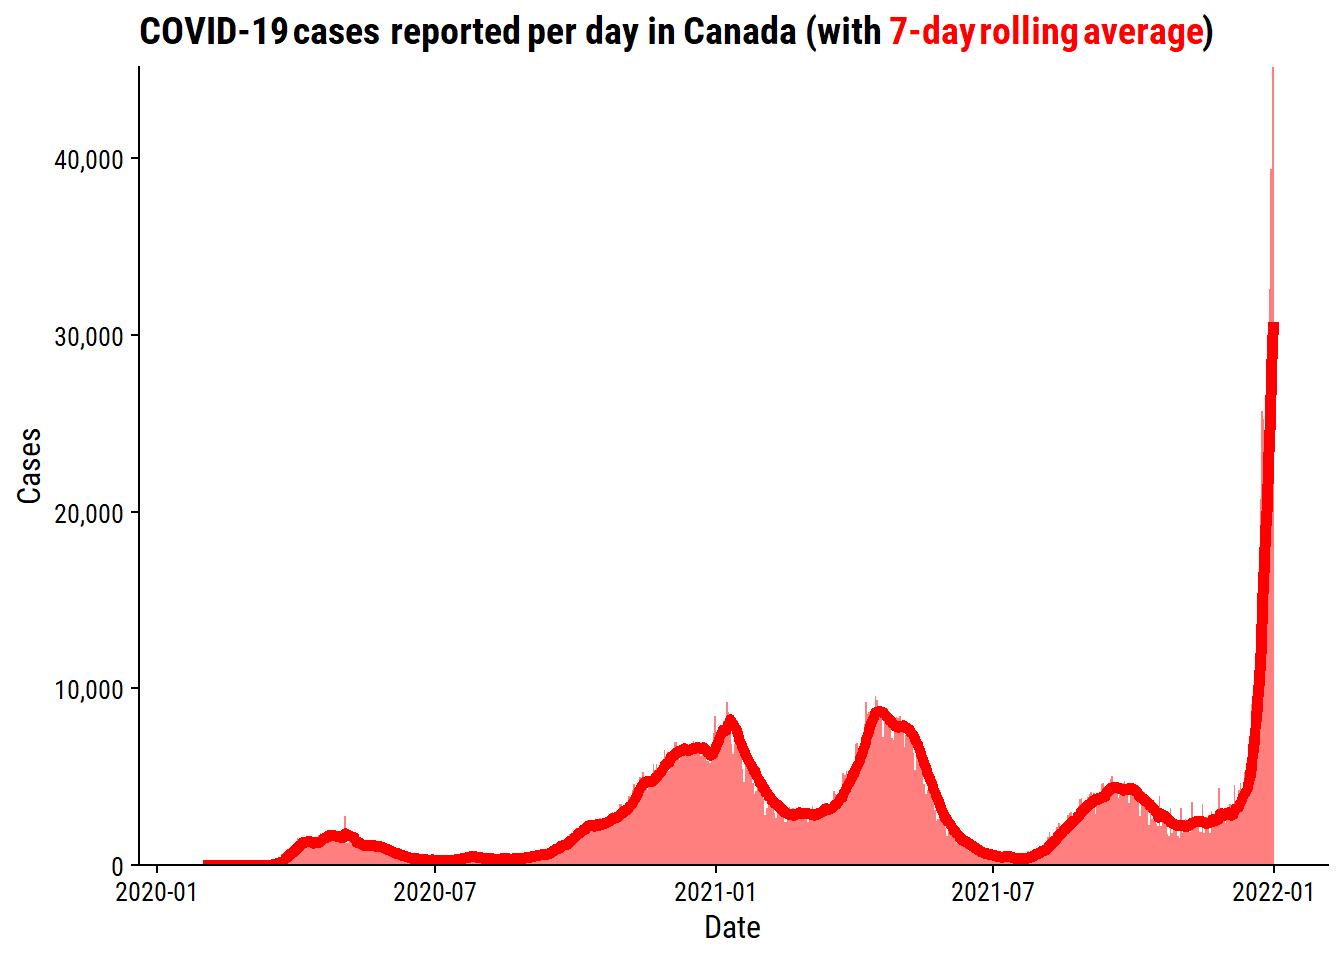 COVID-19 cases reported per day in Canada (with 7-day rolling average)
40,000
30,000
20,000
10,000
0
Cases
2020-01 2020-07 2021-01 2021-07 2022-01
Date